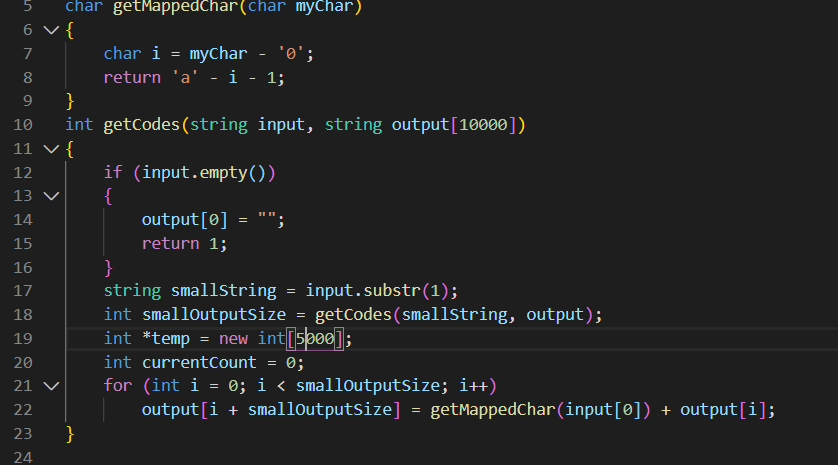 5 char getMappedChar(char myChar)
6 {
7 char i = myChar - '0';
8 return 'a' - i - 1;
9 }
10 int getCodes(string input, string output[10000])
11 {
12 if (input.empty())
13 {
14 output[0] = "";
15 return 1;
16 }
17 string smallString = input.substr(1);
18 int smallOutputSize = getCodes(smallString, output);
19 int *temp = new int[5000];
20 int currentCount = 0;
21 for (int i = 0; i < smallOutputSize; i++)
22 output[i + smallOutputSize] = getMappedChar(input[0]) + output[i];
23 }
24